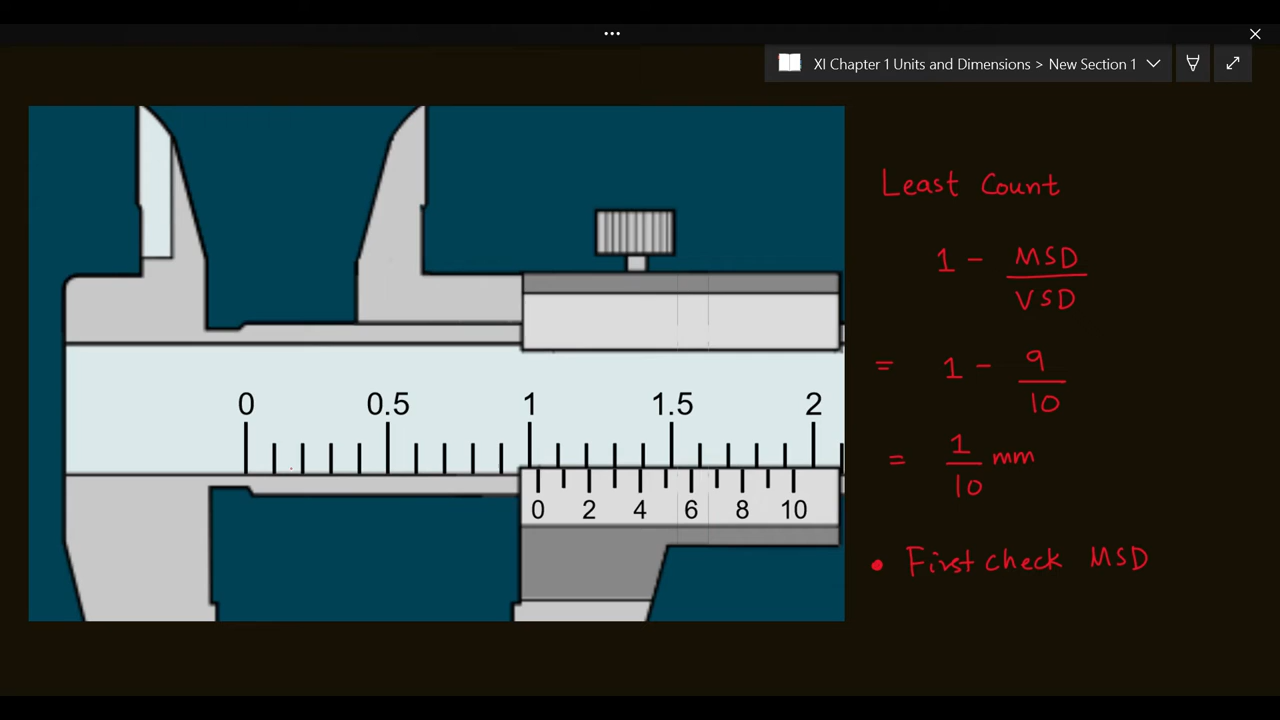 ...
XI Chapter 1 Units and Dimensions > New Section 1
Least Count
1 - MSD/VSD
= 1 - 9/10
= 1/10 mm
• First check MSD
0 0.5 1 1.5 2
0 2 4 6 8 10